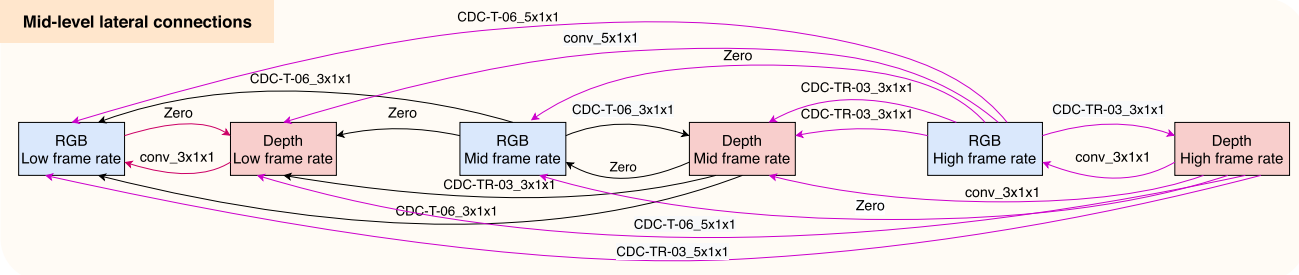 Mid-level lateral connections
CDC-T-06_5x1x1
conv_5x1x1
Zero
CDC-T-06_3x1x1
CDC-TR-03_3x1x1
Zero
Zero
CDC-T-06_3x1x1
CDC-TR-03_3x1x1
CDC-TR-03_3x1x1
RGB
Low frame rate
conv_3x1x1
Depth
Low frame rate
RGB
Mid frame rate
Zero
Depth
Mid frame rate
RGB
High frame rate
conv_3x1x1
Depth
High frame rate
CDC-TR-03_3x1x1
conv_3x1x1
CDC-T-06_3x1x1
Zero
CDC-T-06_5x1x1
CDC-TR-03_5x1x1